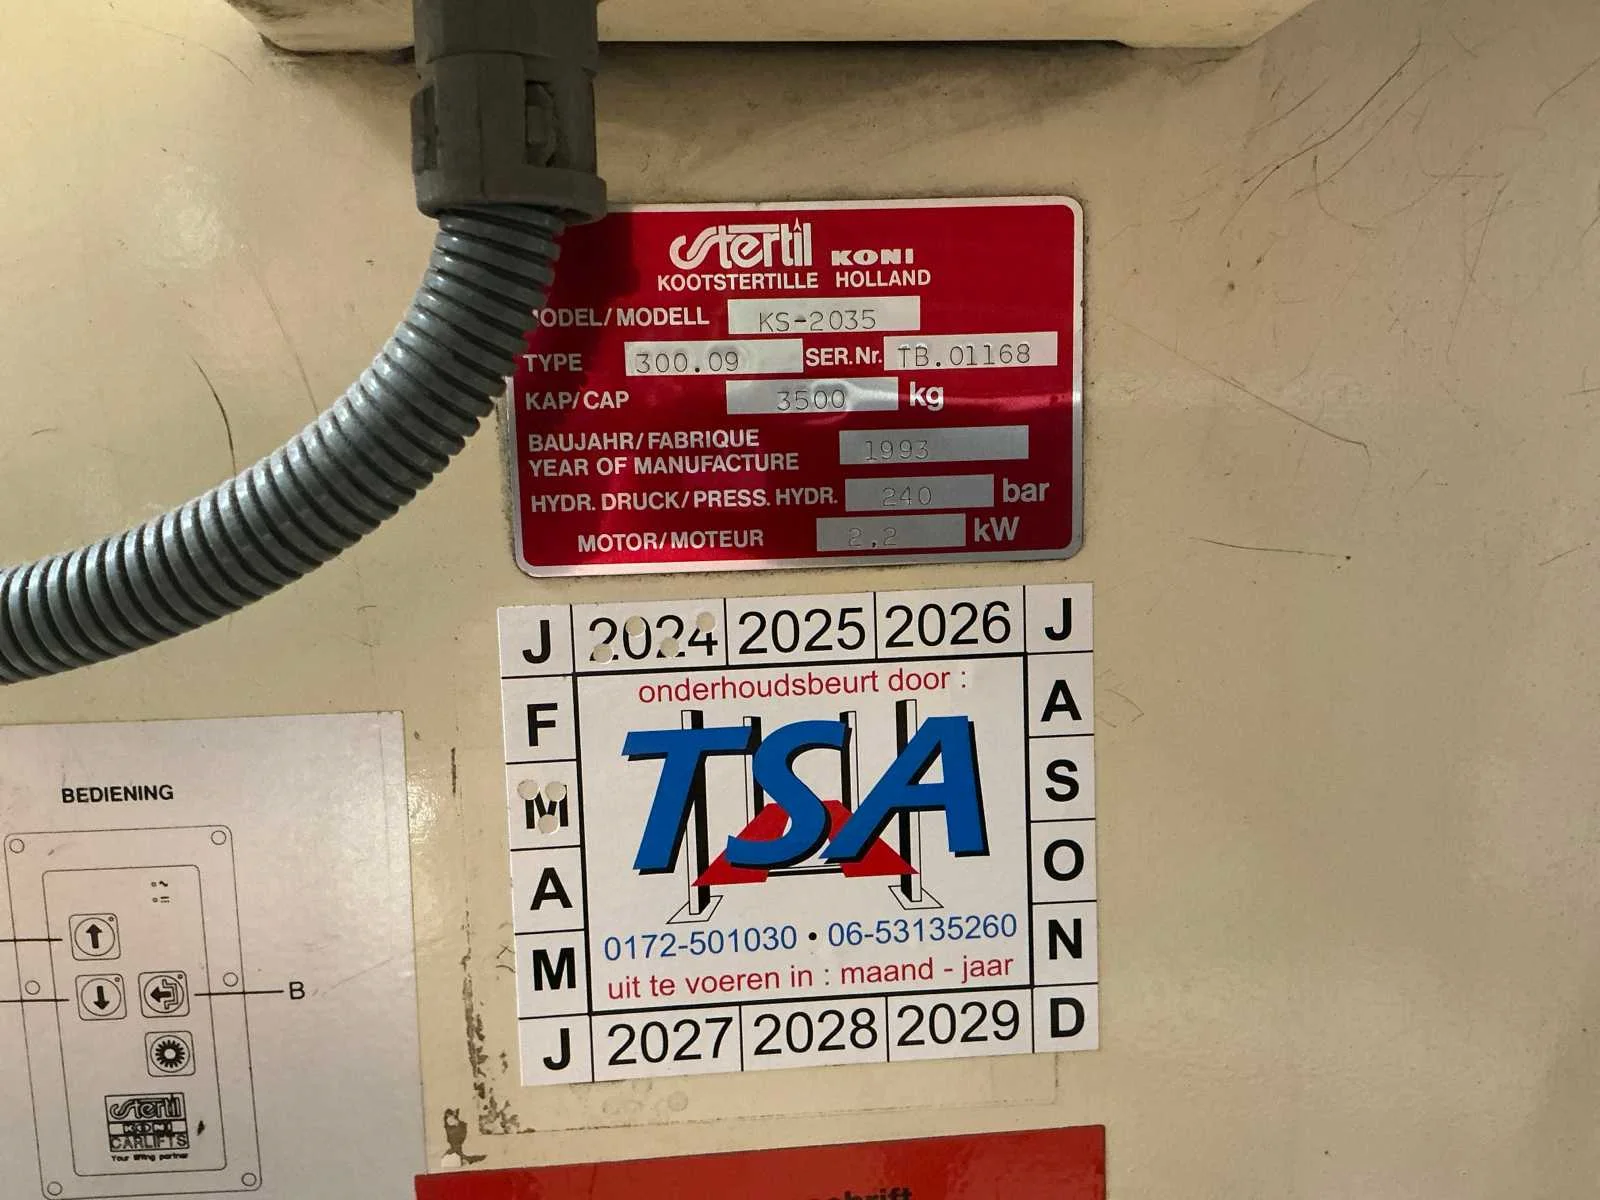 Stertil KONI
KOOTSTERTILLE HOLLAND
MODEL/MODELL KS-2035
TYPE 300.09 SER.Nr. TB.01168
KAP/CAP 3500 kg
BAUJAHR/FABRIQUE
YEAR OF MANUFACTURE 1993
HYDR. DRUCK/PRESS. HYDR. 240 bar
MOTOR/MOTEUR 2,2 kW
J 2024 2025 2026 J
onderhoudsbeurt door :
F A
M S
A O
M N
TSA
0172-501030 • 06-53135260
uit te voeren in : maand - jaar
J 2027 2028 2029 D
BEDIENING
B
Stertil
KONI
CARLIFTS
Your lifting partner